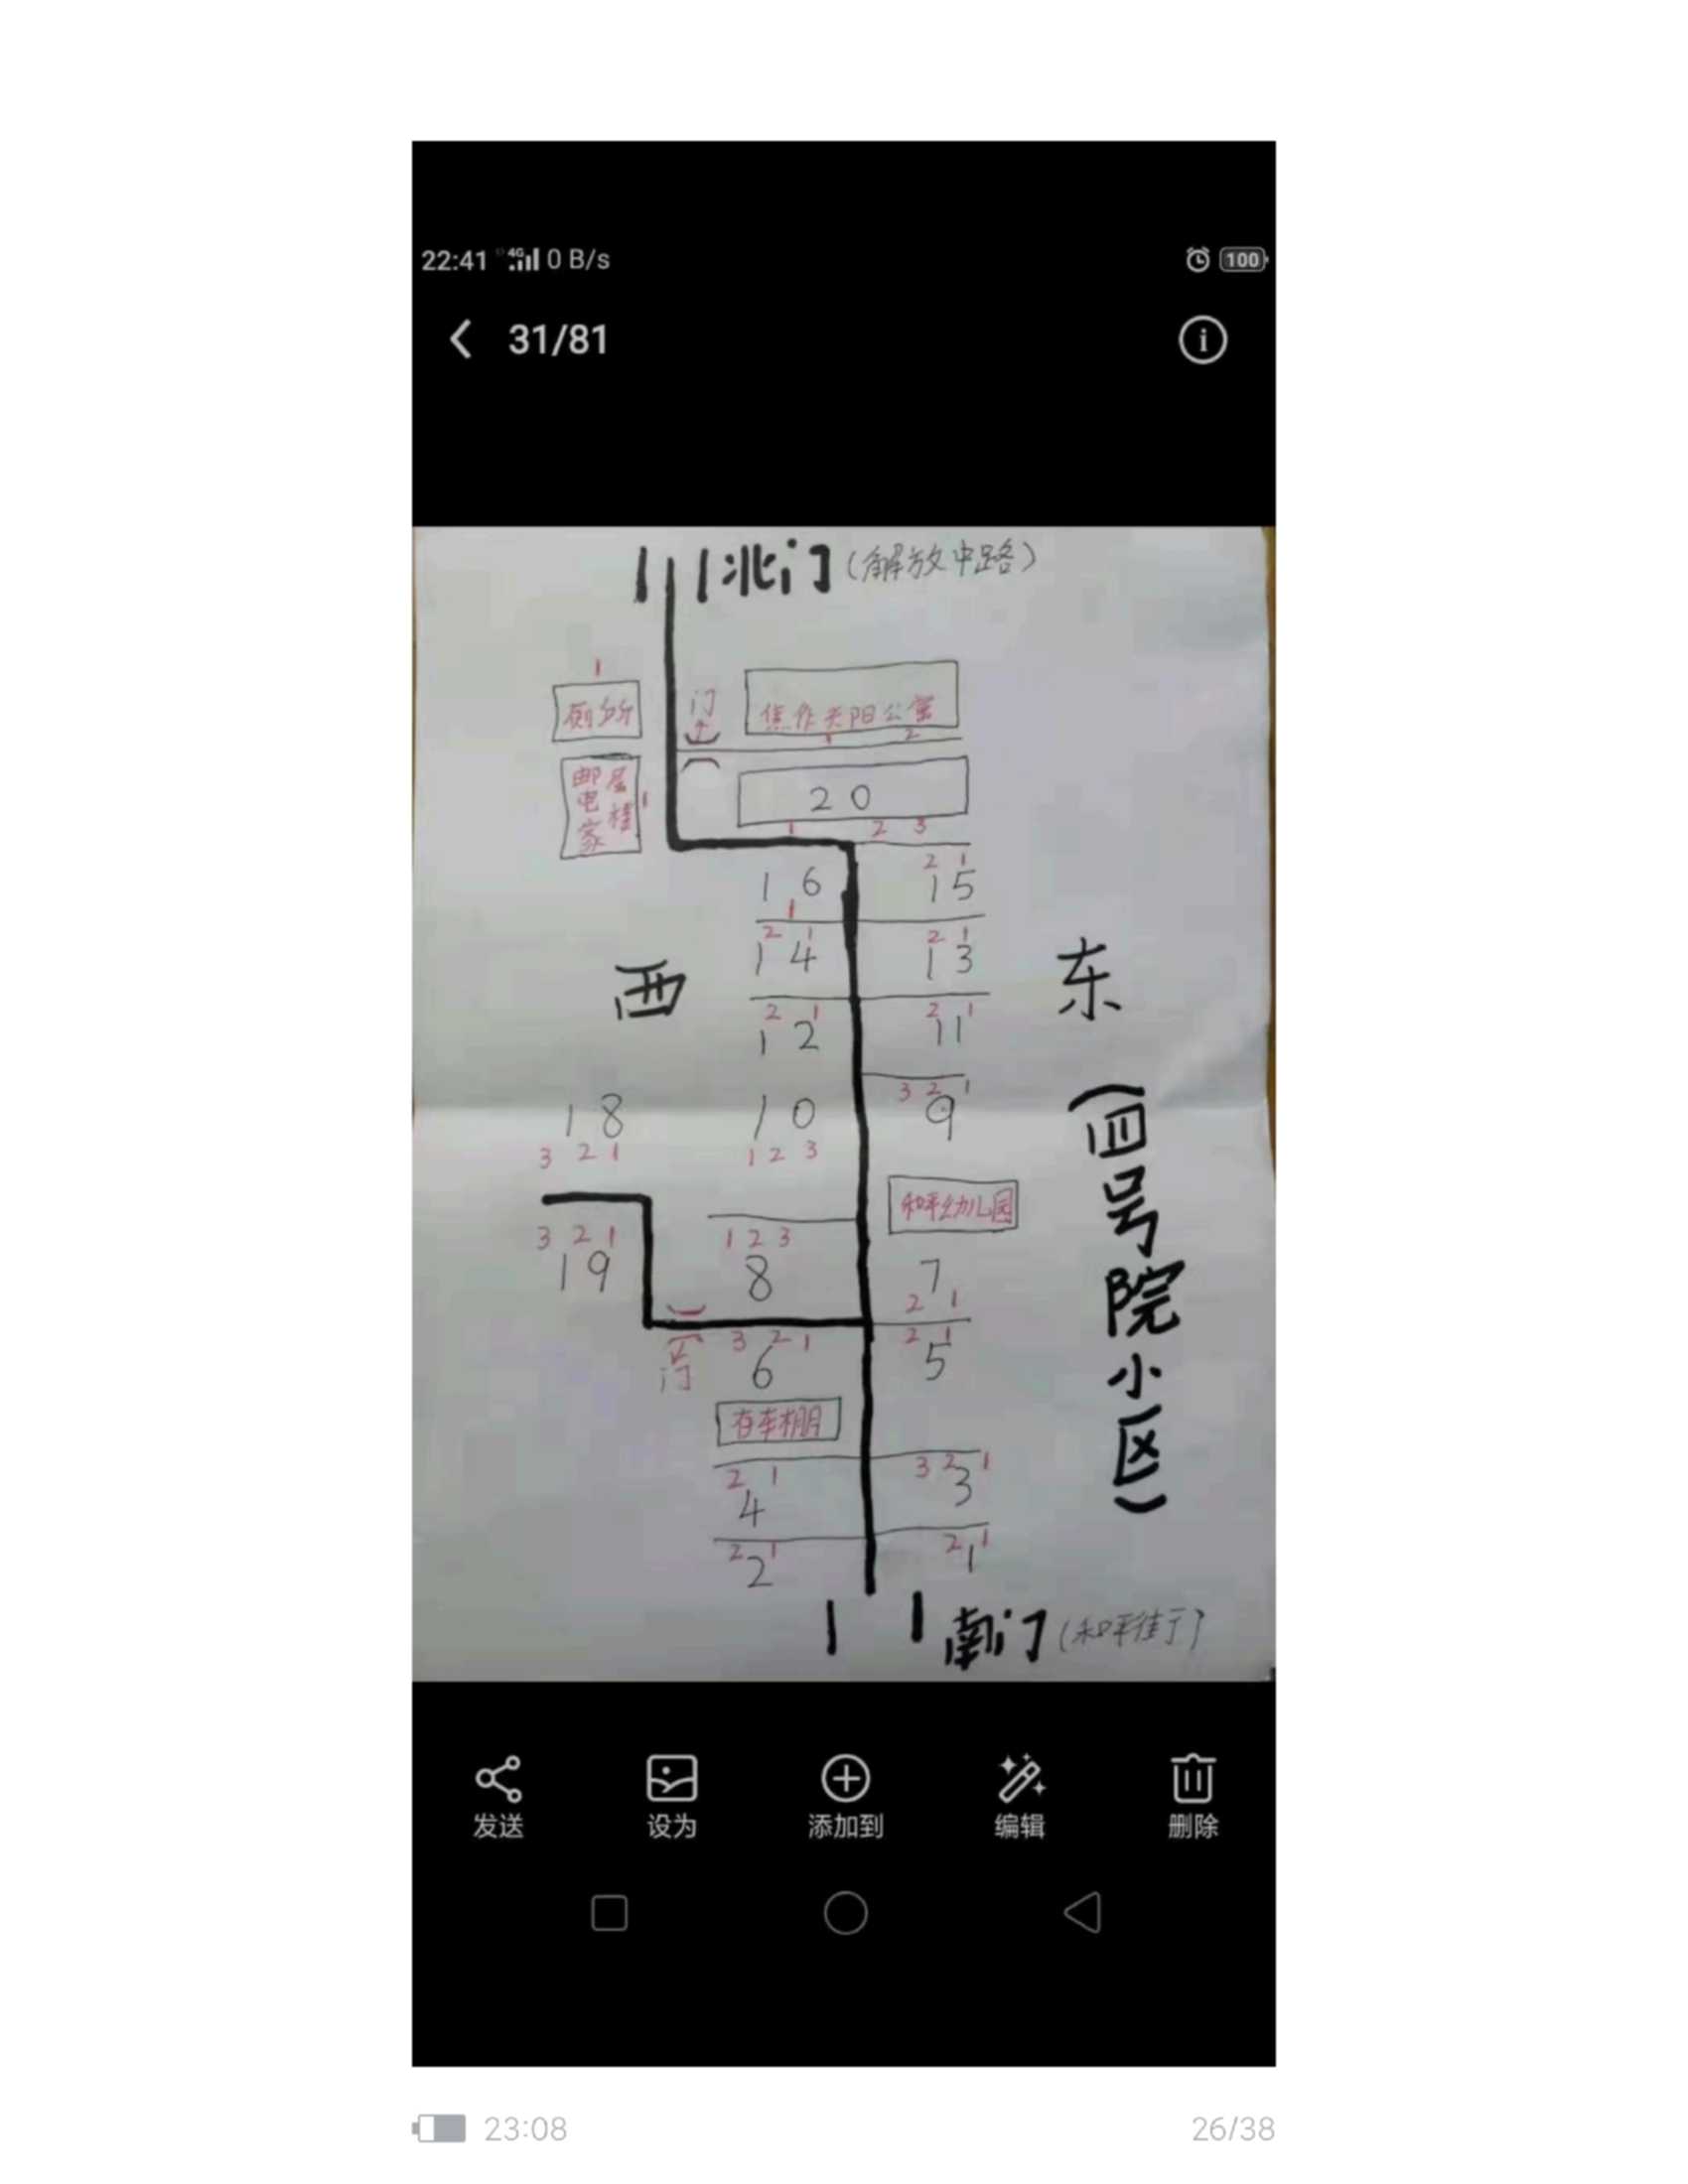 22:41 4G 0 B/s 100
31/81
北门(解放中路)
1
厕所 门 焦作天阳公寓
1 2
邮电家属楼 1
20
1 2 3
2 1
16 15
1
2 1 2 1
14 13
西 东
2 1 2 1
12 11
3 2 1
18 10 9
3 2 1 1 2 3
和平幼儿园
3 2 1 1 2 3
19 8 7
2 1
3 2 1 2 1
门 6 5
存车棚
2 1 3 2 1
4 3
2 1 2 1
2 1
(四号院小区)
南门(和平街)
发送 设为 添加到 编辑 删除
23:08 26/38